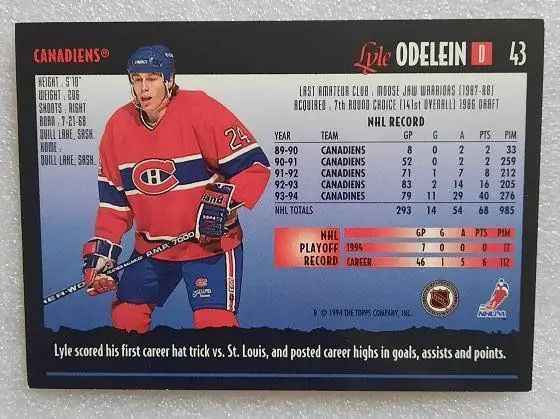 CANADIENS®
Lyle ODELEIN D 43
HEIGHT : 5'10"
WEIGHT : 206
SHOOTS : RIGHT
BORN : 7-21-68
QUILL LAKE, SASK.
HOME :
QUILL LAKE, SASK.
LAST AMATEUR CLUB : MOOSE JAW WARRIORS (1987-88)
ACQUIRED : 7th ROUND CHOICE (141st OVERALL) 1986 DRAFT
NHL RECORD
YEAR TEAM GP G A PTS PIM
89-90 CANADIENS 8 0 2 2 33
90-91 CANADIENS 52 0 2 2 259
91-92 CANADIENS 71 1 7 8 212
92-93 CANADIENS 83 2 14 16 205
93-94 CANADINES 79 11 29 40 276
NHL TOTALS 293 14 54 68 985
NHL PLAYOFF RECORD
GP G A PTS PIM
1994 7 0 0 0 17
CAREER 46 1 5 6 112
24
P.M.P. 7000
NHL
NHLPA
B © 1994 THE TOPPS COMPANY, INC.
Lyle scored his first career hat trick vs. St. Louis, and posted career highs in goals, assists and points.